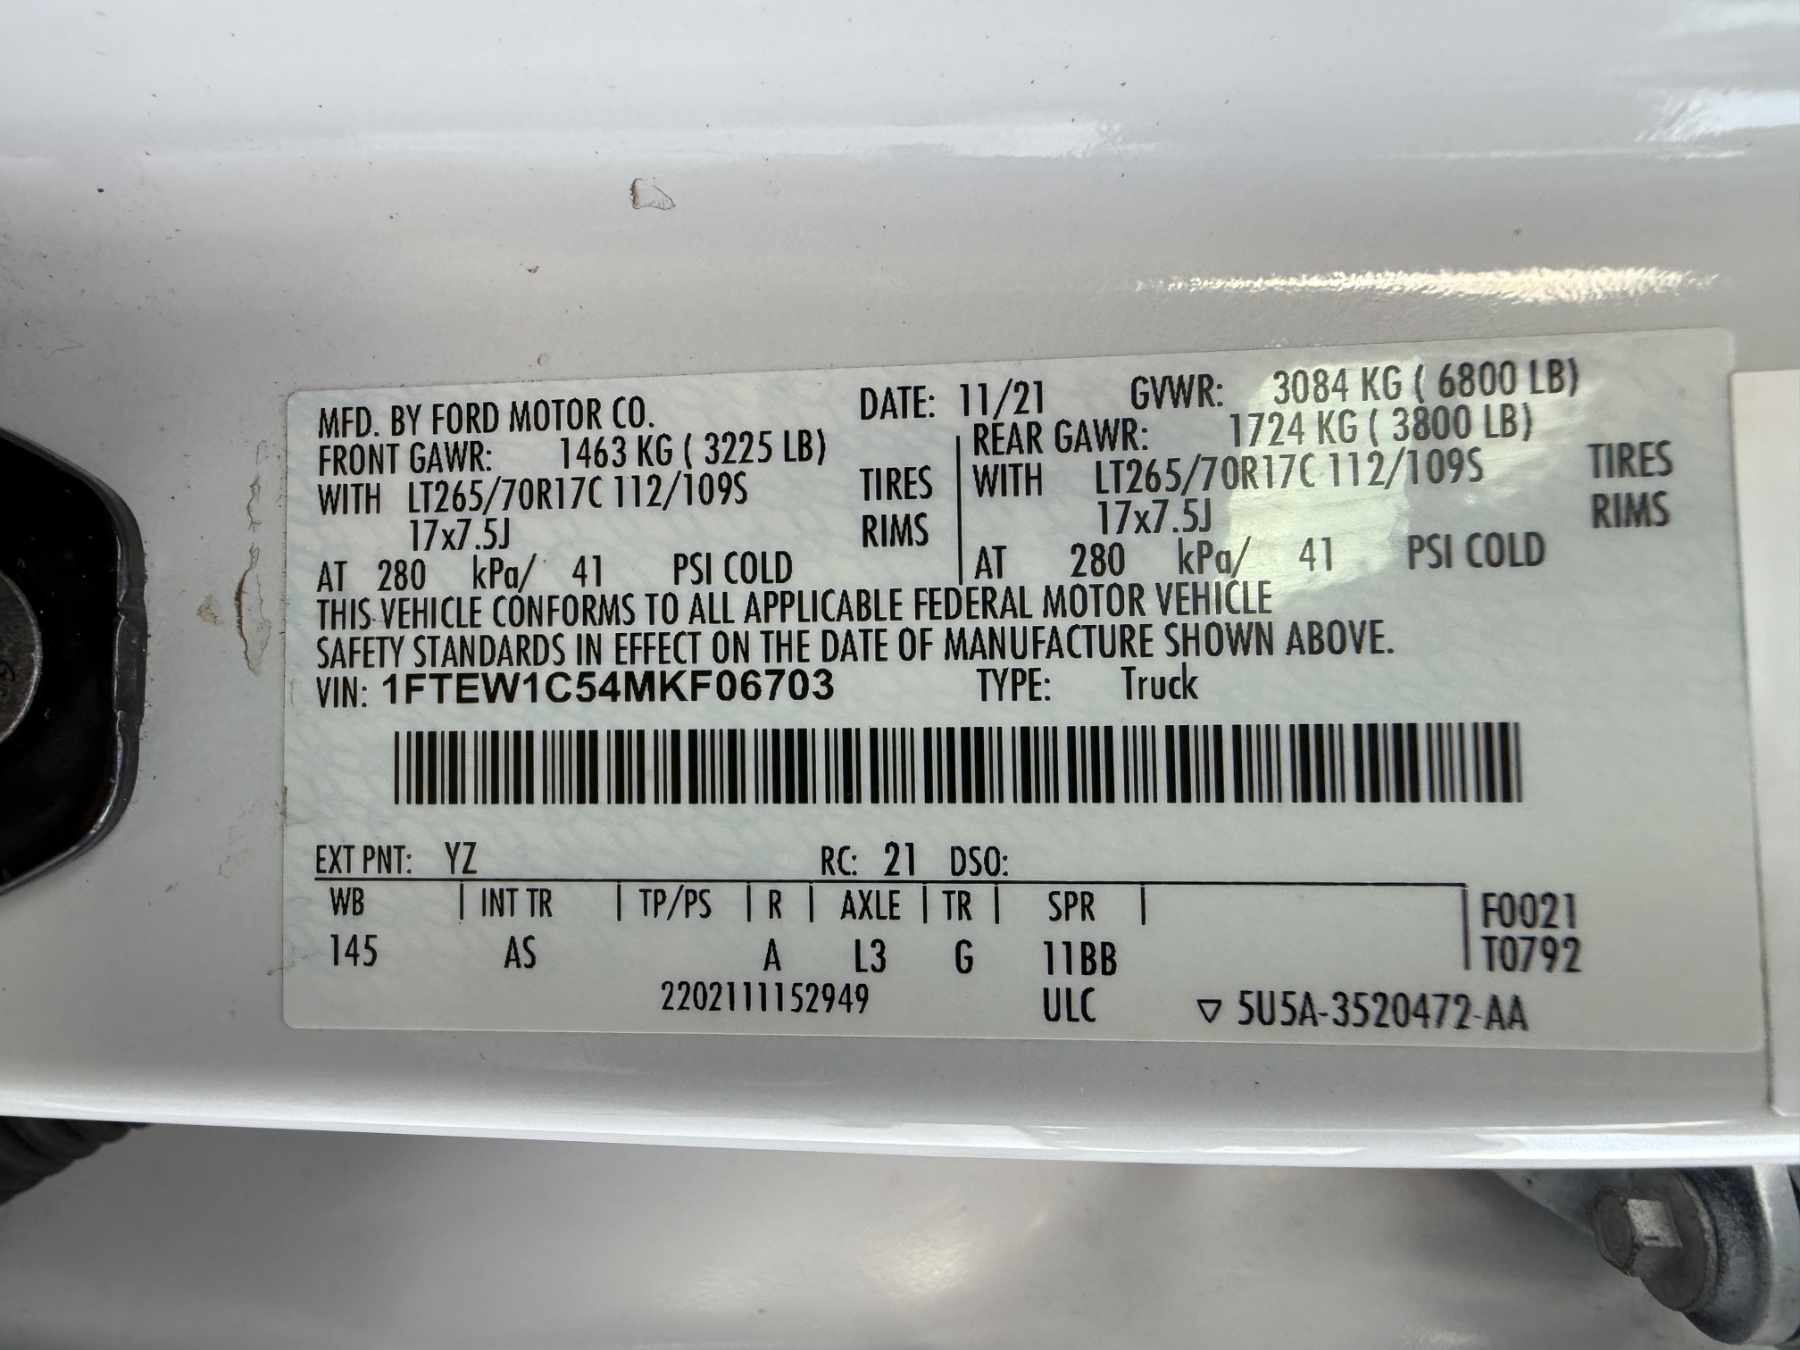 MFD. BY FORD MOTOR CO. DATE: 11/21 GVWR: 3084 KG ( 6800 LB)
FRONT GAWR: 1463 KG ( 3225 LB) REAR GAWR: 1724 KG ( 3800 LB)
WITH LT265/70R17C 112/109S TIRES WITH LT265/70R17C 112/109S TIRES
17x7.5J RIMS 17x7.5J RIMS
AT 280 kPa/ 41 PSI COLD AT 280 kPa/ 41 PSI COLD
THIS VEHICLE CONFORMS TO ALL APPLICABLE FEDERAL MOTOR VEHICLE
SAFETY STANDARDS IN EFFECT ON THE DATE OF MANUFACTURE SHOWN ABOVE.
VIN: 1FTEW1C54MKF06703 TYPE: Truck
EXT PNT: YZ RC: 21 DSO:
WB | INT TR | TP/PS | R | AXLE | TR | SPR | F0021
145 AS A L3 G 11BB T0792
2202111152949 ULC ▽ 5U5A-3520472-AA